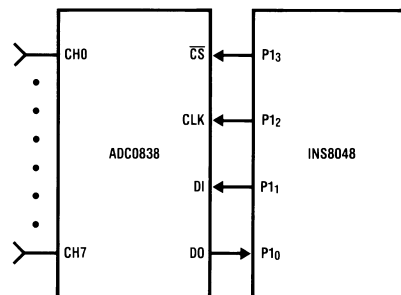 CH0 CS P1₃
CLK P1₂
ADC0838 INS8048
DI P1₁
CH7 DO P1₀